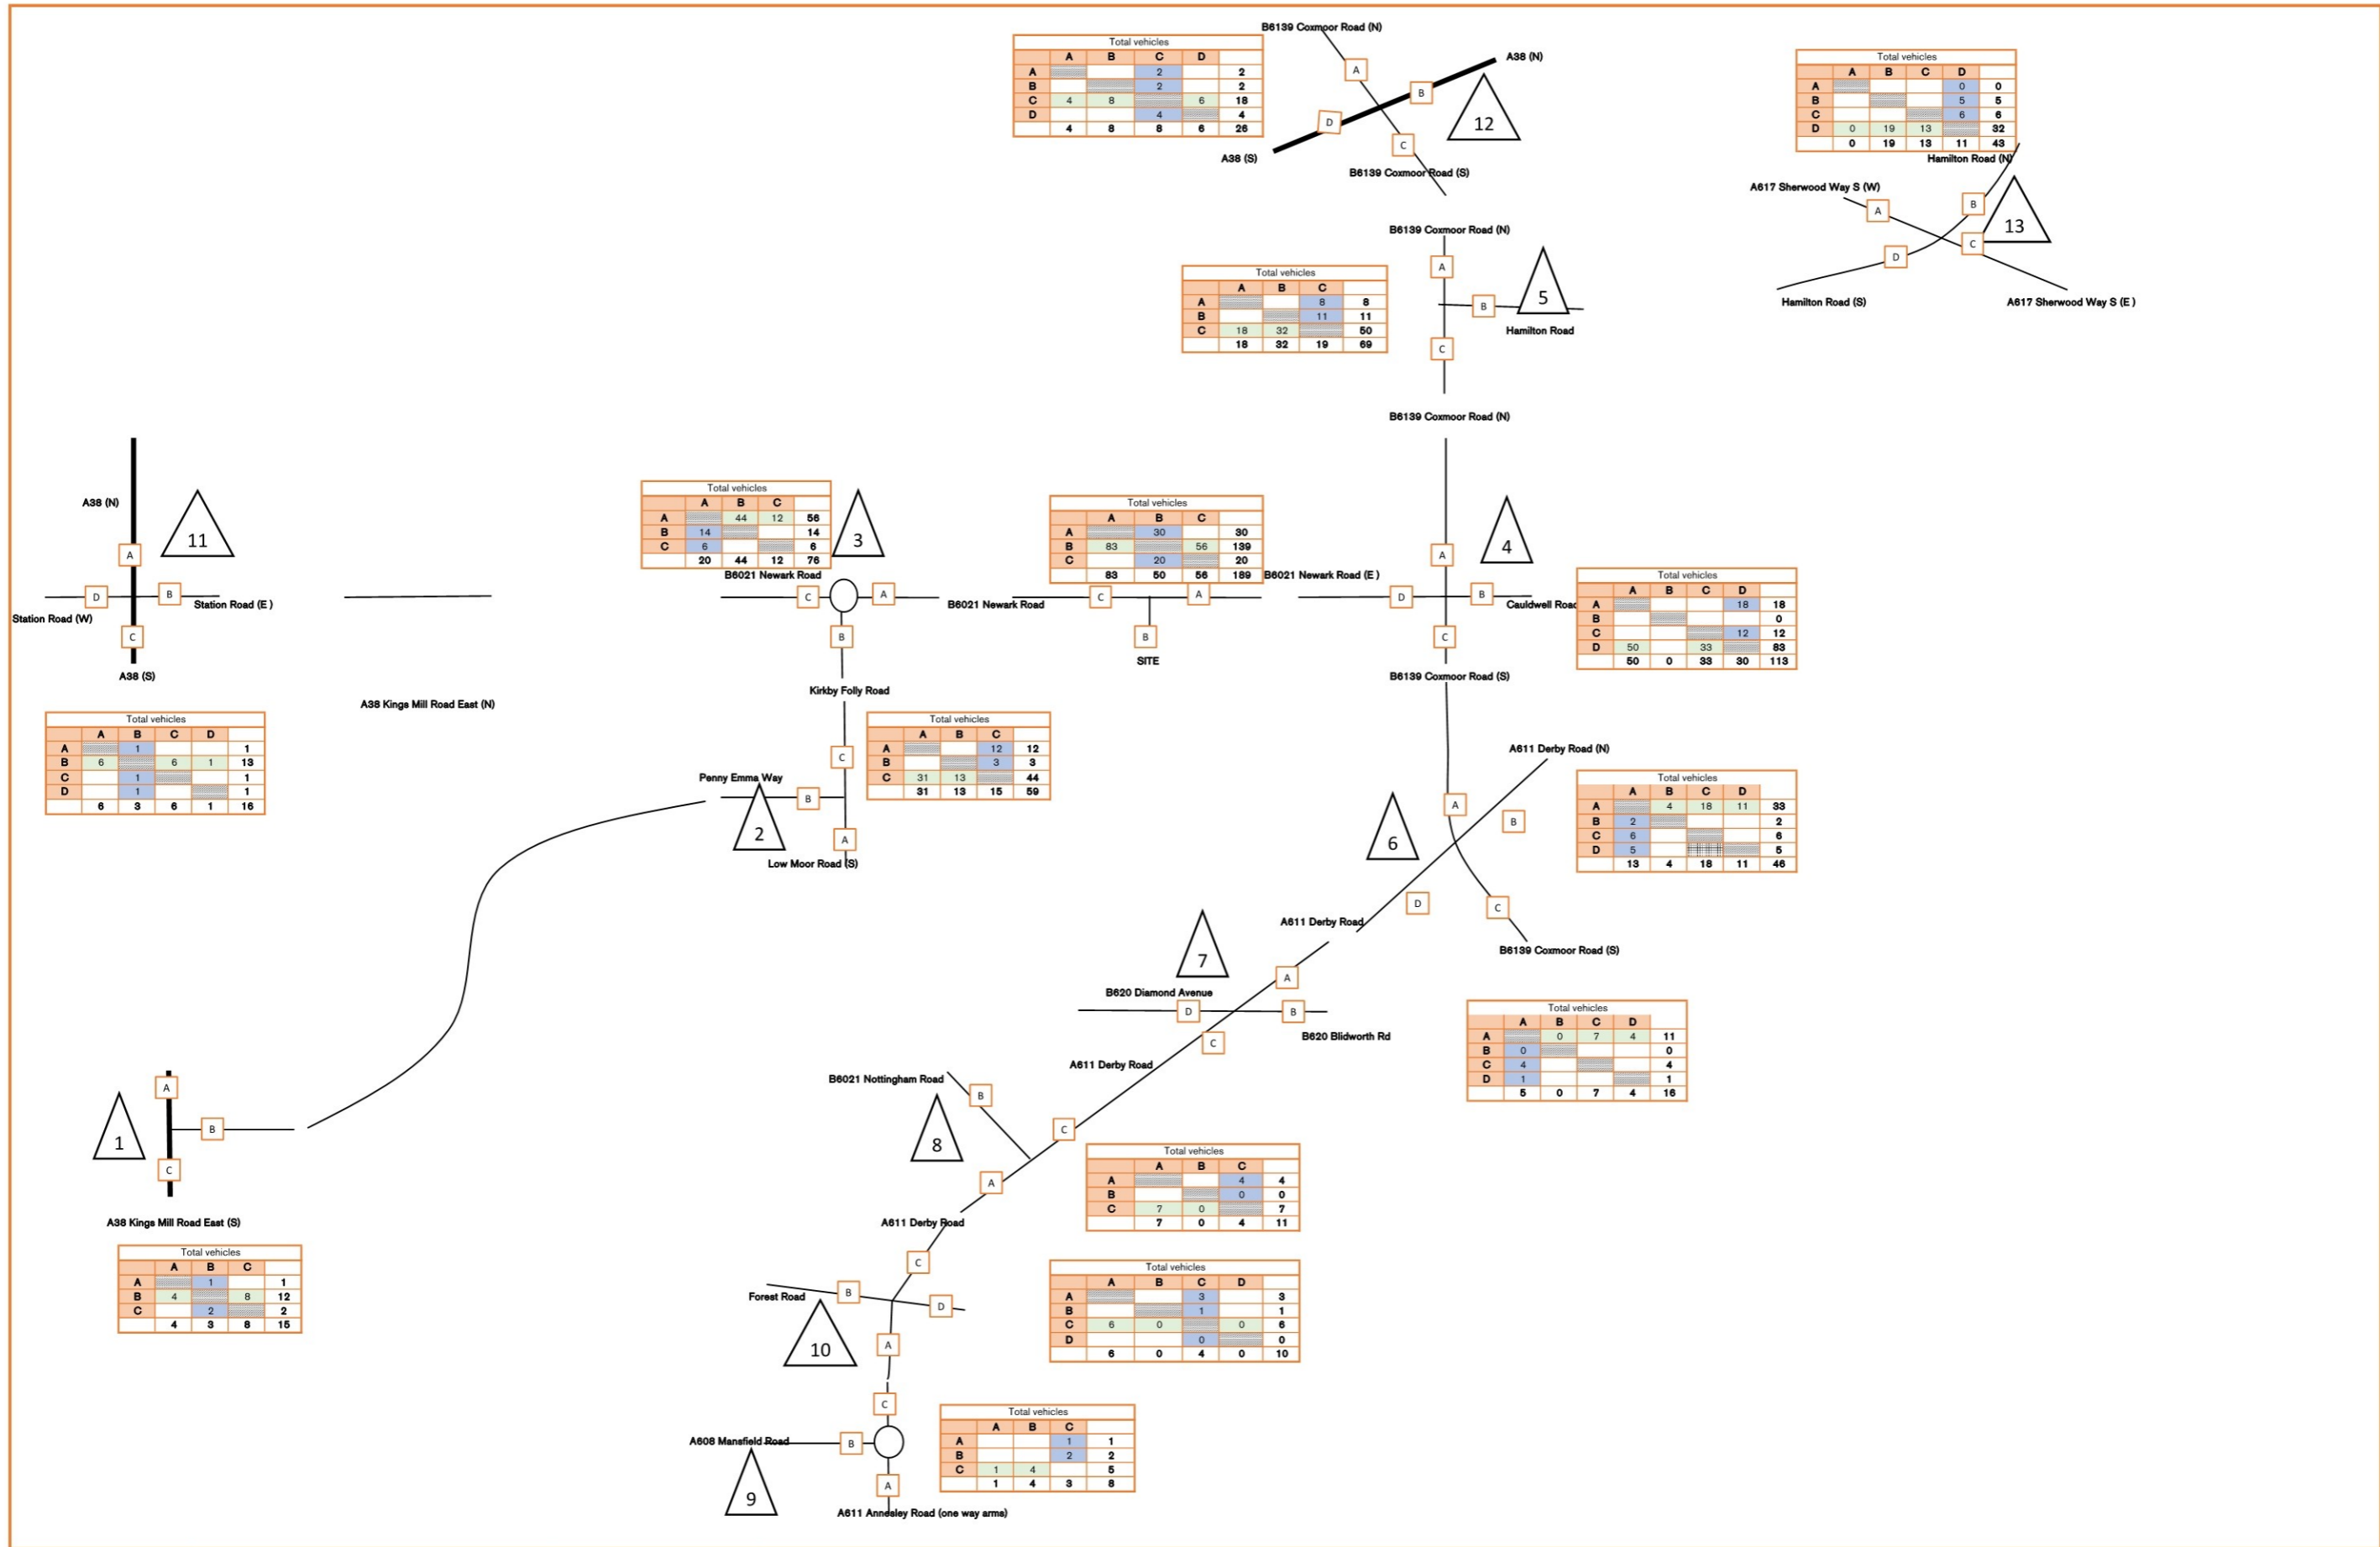 B6139 Coxmoor Road (N)
Total vehicles
A B C D
A 2 2
B 2 2
C 4 8 6 18
D 4 4
4 8 8 6 26
A
B
D
C
A38 (N)
12
A38 (S)
B6139 Coxmoor Road (S)
Total vehicles
A B C D
A 0 0
B 5 5
C 6 6
D 0 19 13 32
0 19 13 11 43
Hamilton Road (N)
A617 Sherwood Way S (W)
A
B
C
D
13
Hamilton Road (S)
A617 Sherwood Way S (E )
B6139 Coxmoor Road (N)
Total vehicles
A B C
A 8 8
B 11 11
C 18 32 50
18 32 19 69
A
B
C
5
Hamilton Road
B6139 Coxmoor Road (N)
A38 (N)
11
A
D
B
C
Station Road (W)
Station Road (E )
A38 (S)
Total vehicles
A B C D
A 1 1
B 6 6 1 13
C 1 1
D 1 1
6 3 6 1 16
A38 Kings Mill Road East (N)
Total vehicles
A B C
A 44 12 56
B 14 14
C 6 6
20 44 12 76
3
B6021 Newark Road
C
A
B
Kirkby Folly Road
B6021 Newark Road
Total vehicles
A B C
A 30 30
B 83 56 139
C 20 20
83 50 56 189
C
A
B
SITE
B6021 Newark Road (E )
4
A
D
B
C
Cauldwell Road
Total vehicles
A B C D
A 18 18
B 0
C 12 12
D 50 33 83
50 0 33 30 113
B6139 Coxmoor Road (S)
Total vehicles
A B C
A 12 12
B 3 3
C 31 13 44
31 13 15 59
Penny Emma Way
C
B
A
2
Low Moor Road (S)
A611 Derby Road (N)
Total vehicles
A B C D
A 4 18 11 33
B 2 2
C 6 6
D 5 5
13 4 18 11 46
A
B
6
D
C
A611 Derby Road
B6139 Coxmoor Road (S)
7
A
B620 Diamond Avenue
D
B
C
B620 Blidworth Rd
Total vehicles
A B C D
A 0 7 4 11
B 0 0
C 4 4
D 1 1
5 0 7 4 16
A611 Derby Road
B6021 Nottingham Road
B
C
8
A
Total vehicles
A B C
A 4 4
B 0 0
C 7 0 7
7 0 4 11
A
1
B
C
A38 Kings Mill Road East (S)
Total vehicles
A B C
A 1 1
B 4 8 12
C 2 2
4 3 8 15
A611 Derby Road
C
Forest Road
B
D
10
A
Total vehicles
A B C D
A 3 3
B 1 1
C 6 0 0 6
D 0 0
6 0 4 0 10
C
A608 Mansfield Road
B
9
A
A611 Annesley Road (one way arms)
Total vehicles
A B C
A 1 1
B 2 2
C 1 4 5
1 4 3 8